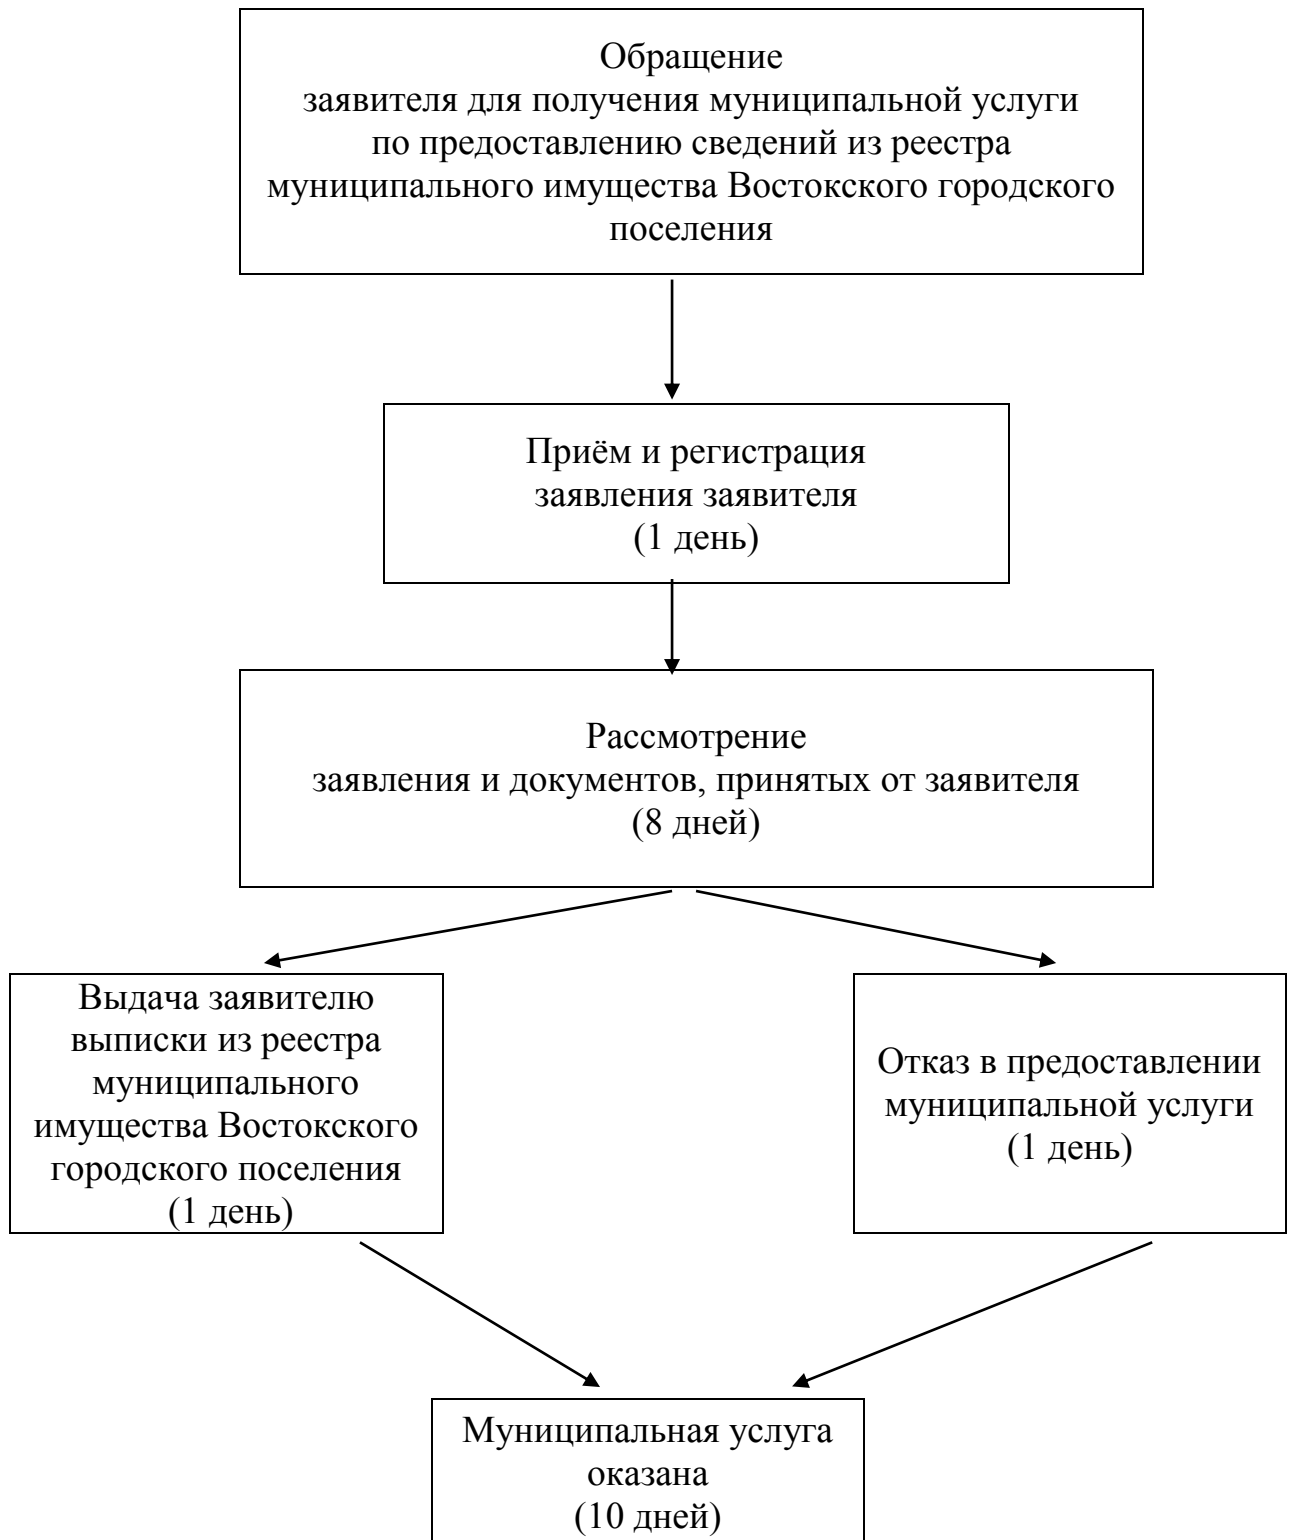 Обращение
заявителя для получения муниципальной услуги
по предоставлению сведений из реестра
муниципального имущества Востокского городского
поселения
Приём и регистрация
заявления заявителя
(1 день)
Рассмотрение
заявления и документов, принятых от заявителя
(8 дней)
Выдача заявителю
выписки из реестра
муниципального
имущества Востокского
городского поселения
(1 день)
Отказ в предоставлении
муниципальной услуги
(1 день)
Муниципальная услуга
оказана
(10 дней)